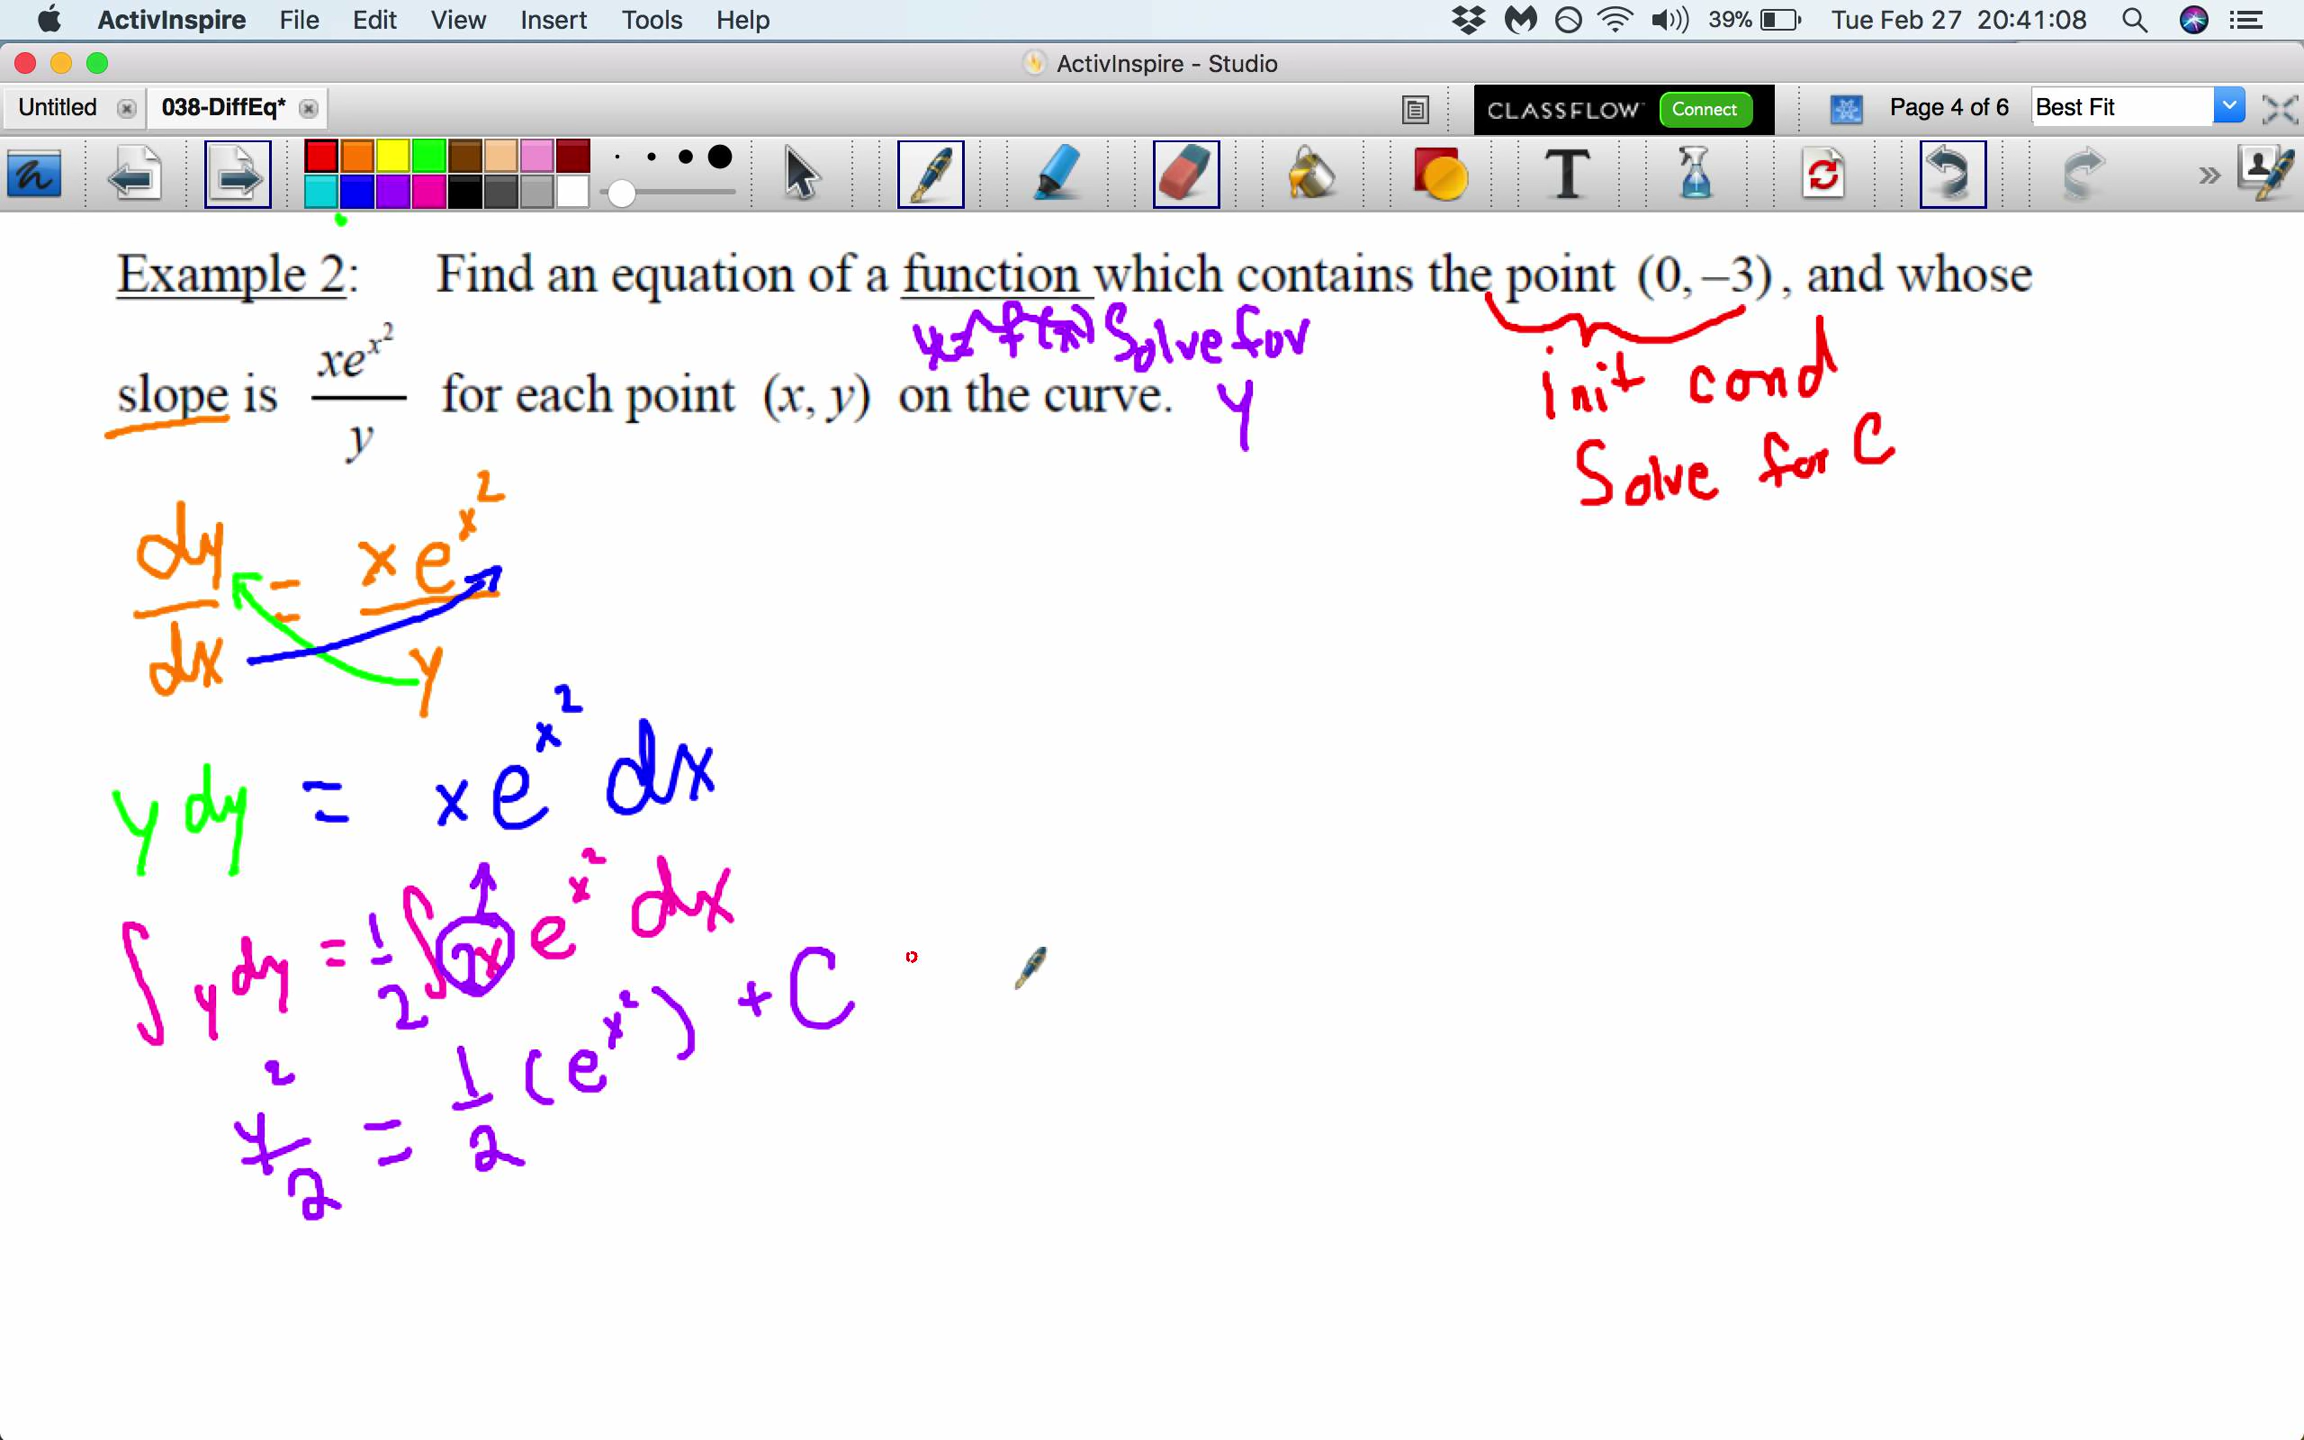 ActivInspire File Edit View Insert Tools Help 39% Tue Feb 27 20:41:08
ActivInspire - Studio
Untitled 038-DiffEq* CLASSFLOW Connect Page 4 of 6 Best Fit
T
Example 2: Find an equation of a function which contains the point (0, –3), and whose
y = f(x) Solve for
y
init cond
Solve for C
slope is xe^{x^2}/y for each point (x, y) on the curve.
dy/dx = xe^{x^2}/y
y dy = xe^{x^2} dx
∫ y dy = 1/2 ∫ 2x e^{x^2} dx
y^2/2 = 1/2 (e^{x^2}) + C